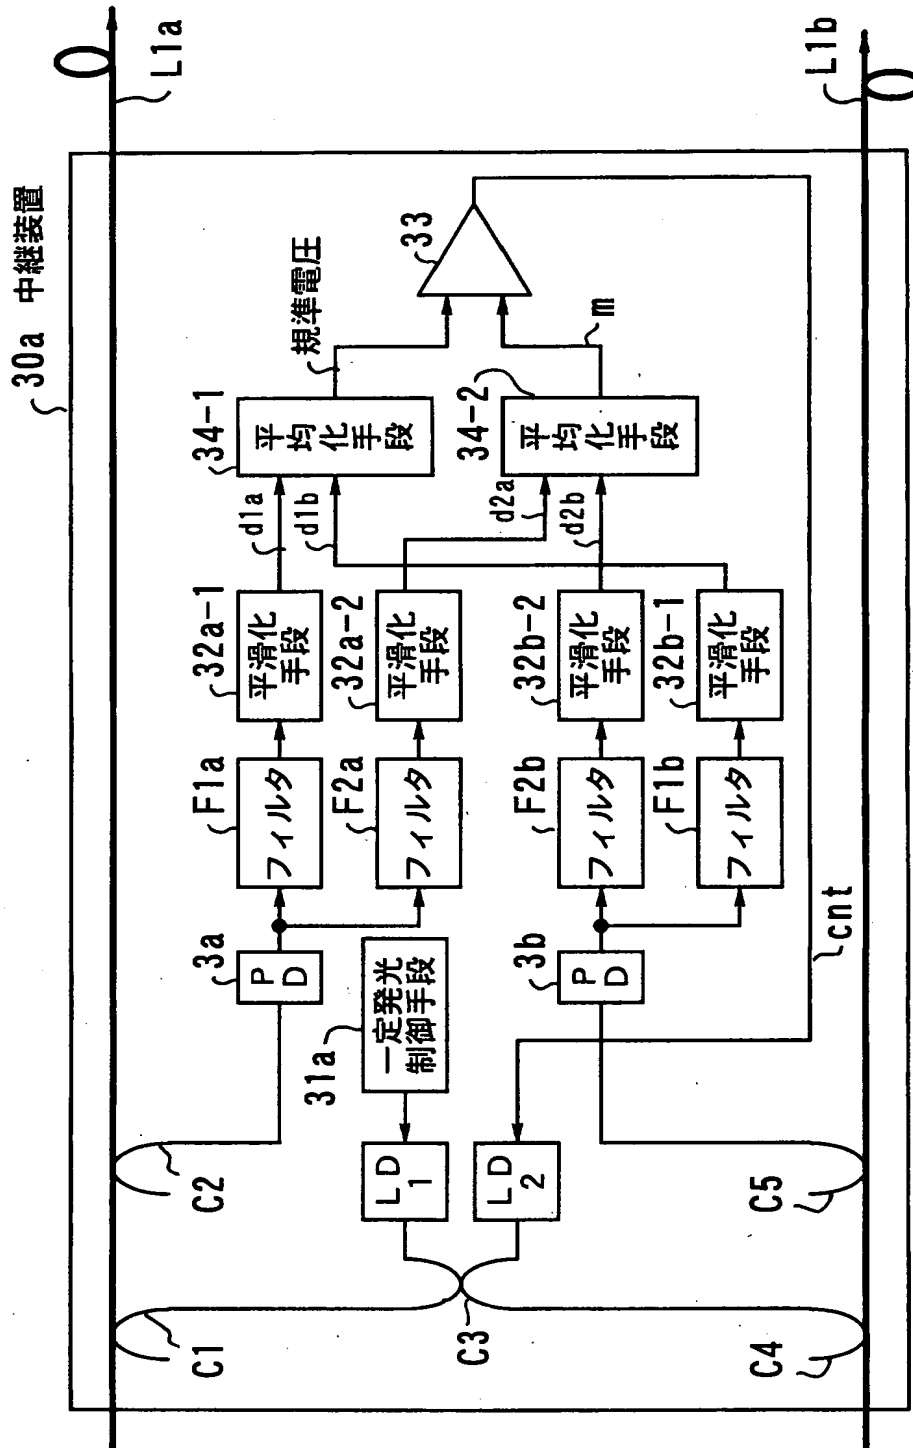 30a 中継装置
L1a
L1b
規準電圧
33
m
34-1
平均化手段
34-2
平均化手段
d1a
d1b
d2a
d2b
32a-1
平滑化
手段
32a-2
平滑化
手段
32b-2
平滑化
手段
32b-1
平滑化
手段
F1a
フィルタ
F2a
フィルタ
F2b
フィルタ
F1b
フィルタ
3a
PD
31a
一定発光
制御手段
3b
PD
cnt
C2
LD
1
LD
2
C5
C1
C3
C4